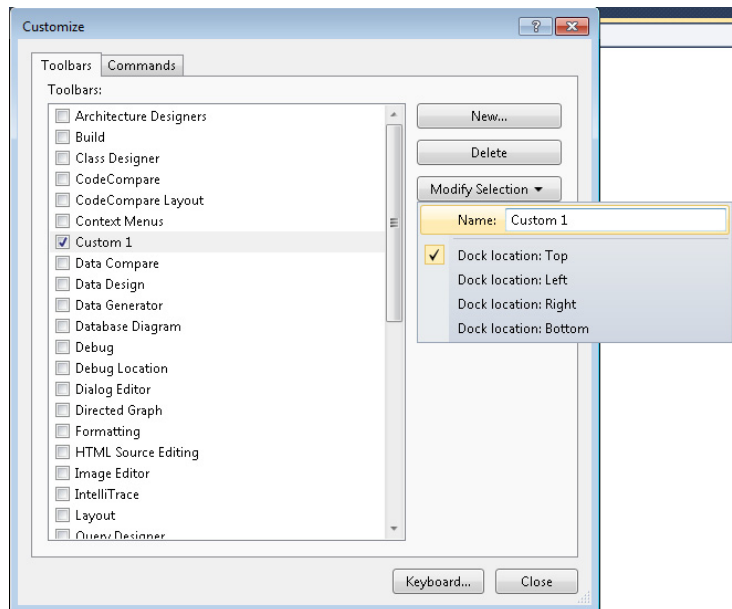 Customize
Toolbars Commands
Toolbars:
Architecture Designers
Build
Class Designer
CodeCompare
CodeCompare Layout
Context Menus
Custom 1
Data Compare
Data Design
Data Generator
Database Diagram
Debug
Debug Location
Dialog Editor
Directed Graph
Formatting
HTML Source Editing
Image Editor
IntelliTrace
Layout
Query Designer
New...
Delete
Modify Selection
Name: Custom 1
Dock location: Top
Dock location: Left
Dock location: Right
Dock location: Bottom
Keyboard... Close